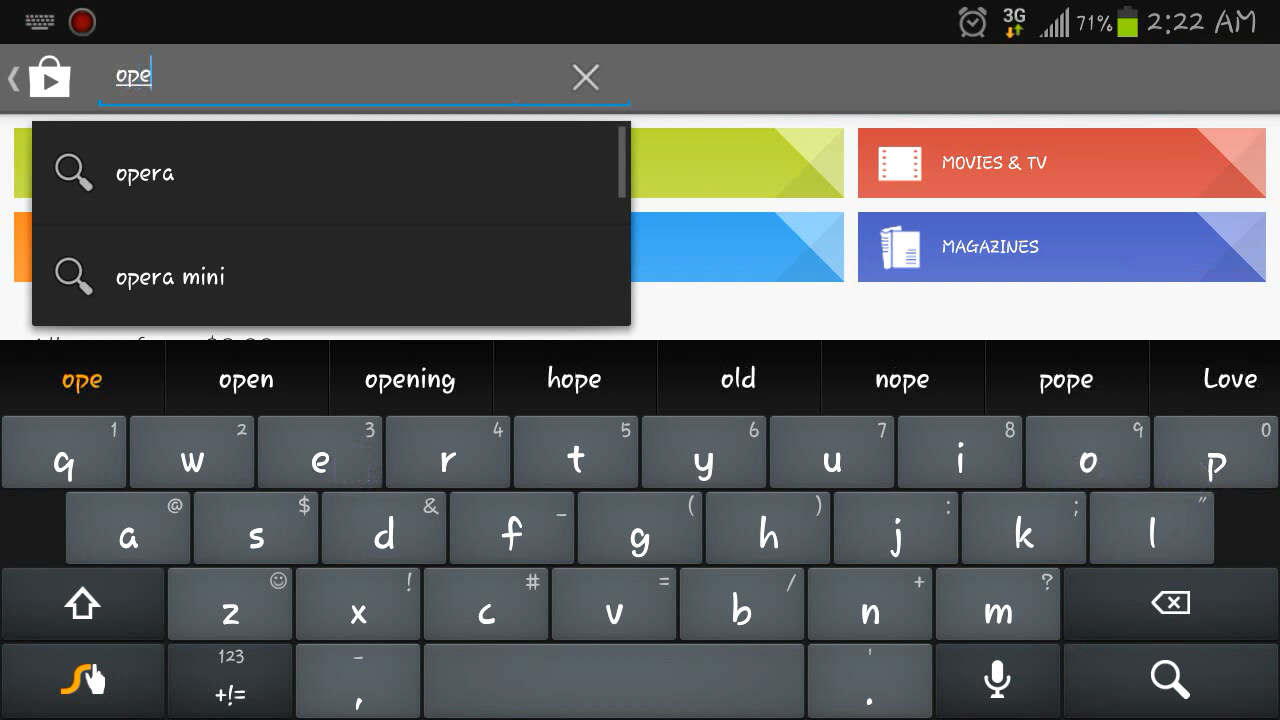 3G 71% 2:22 AM
ope
opera
MOVIES & TV
opera mini
MAGAZINES
ope open opening hope old nope pope Love
1 2 3 4 5 6 7 8 9 0
q w e r t y u i o p
@ $ & _ ( ) : ; "
a s d f g h j k l
! # = / + ?
z x c v b n m
123 - '
+!= , .